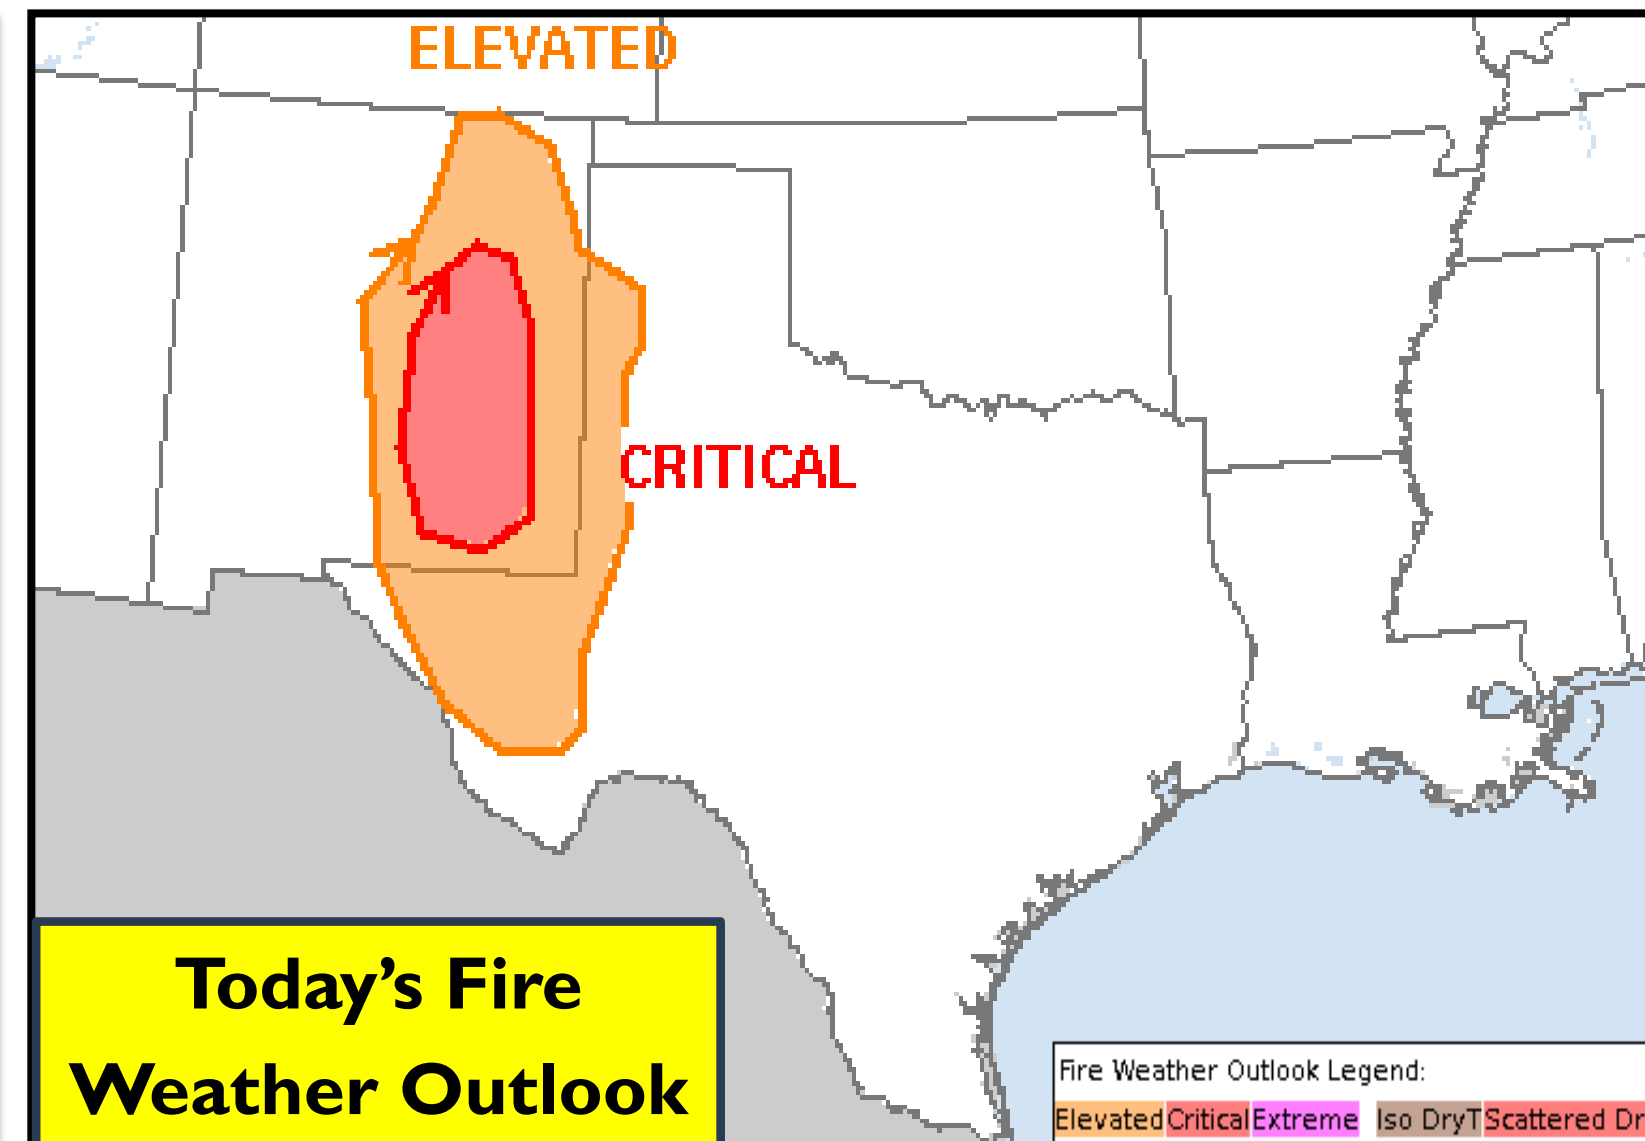 ELEVATED
CRITICAL
Today's Fire
Weather Outlook
Fire Weather Outlook Legend:
Elevated Critical Extreme Iso DryT Scattered Dr